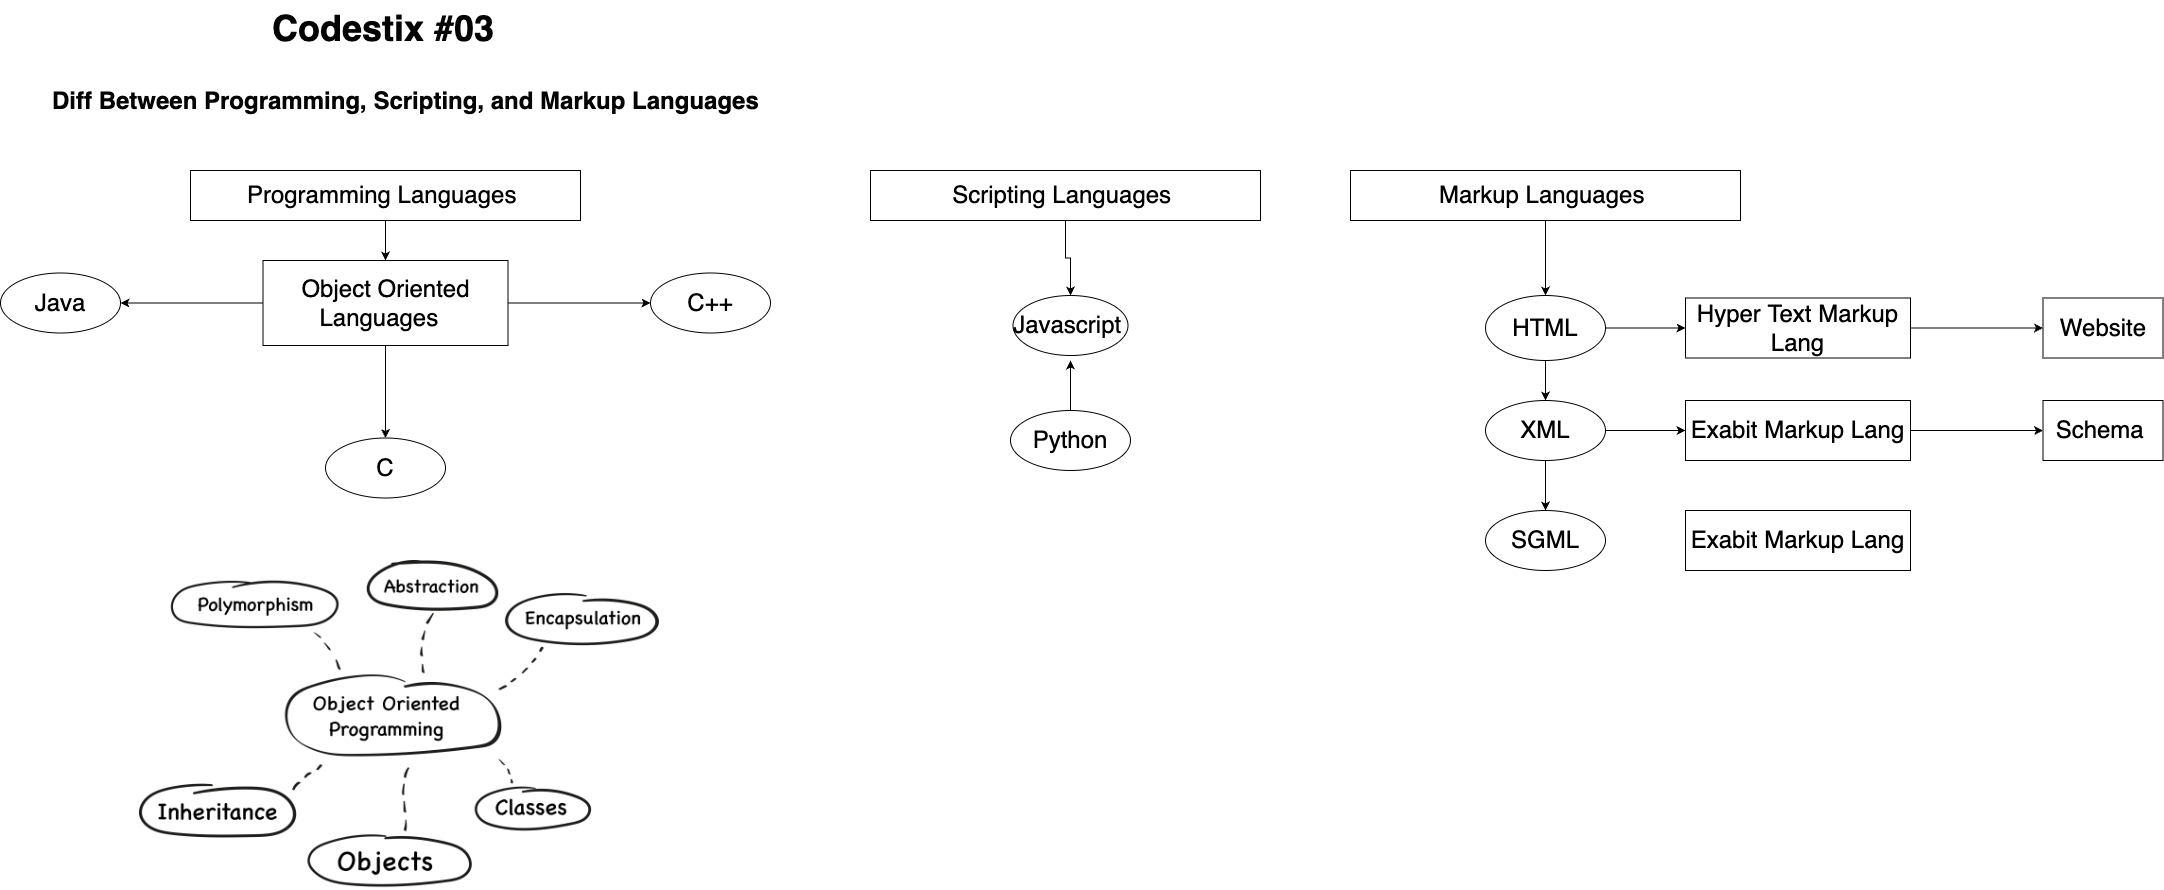 Codestix #03
Diff Between Programming, Scripting, and Markup Languages
Programming Languages
Object Oriented
Languages
Java
C++
C
Scripting Languages
Javascript
Python
Markup Languages
HTML
Hyper Text Markup
Lang
Website
XML
Exabit Markup Lang
Schema
SGML
Exabit Markup Lang
Polymorphism
Abstraction
Encapsulation
Object Oriented
Programming
Inheritance
Classes
Objects